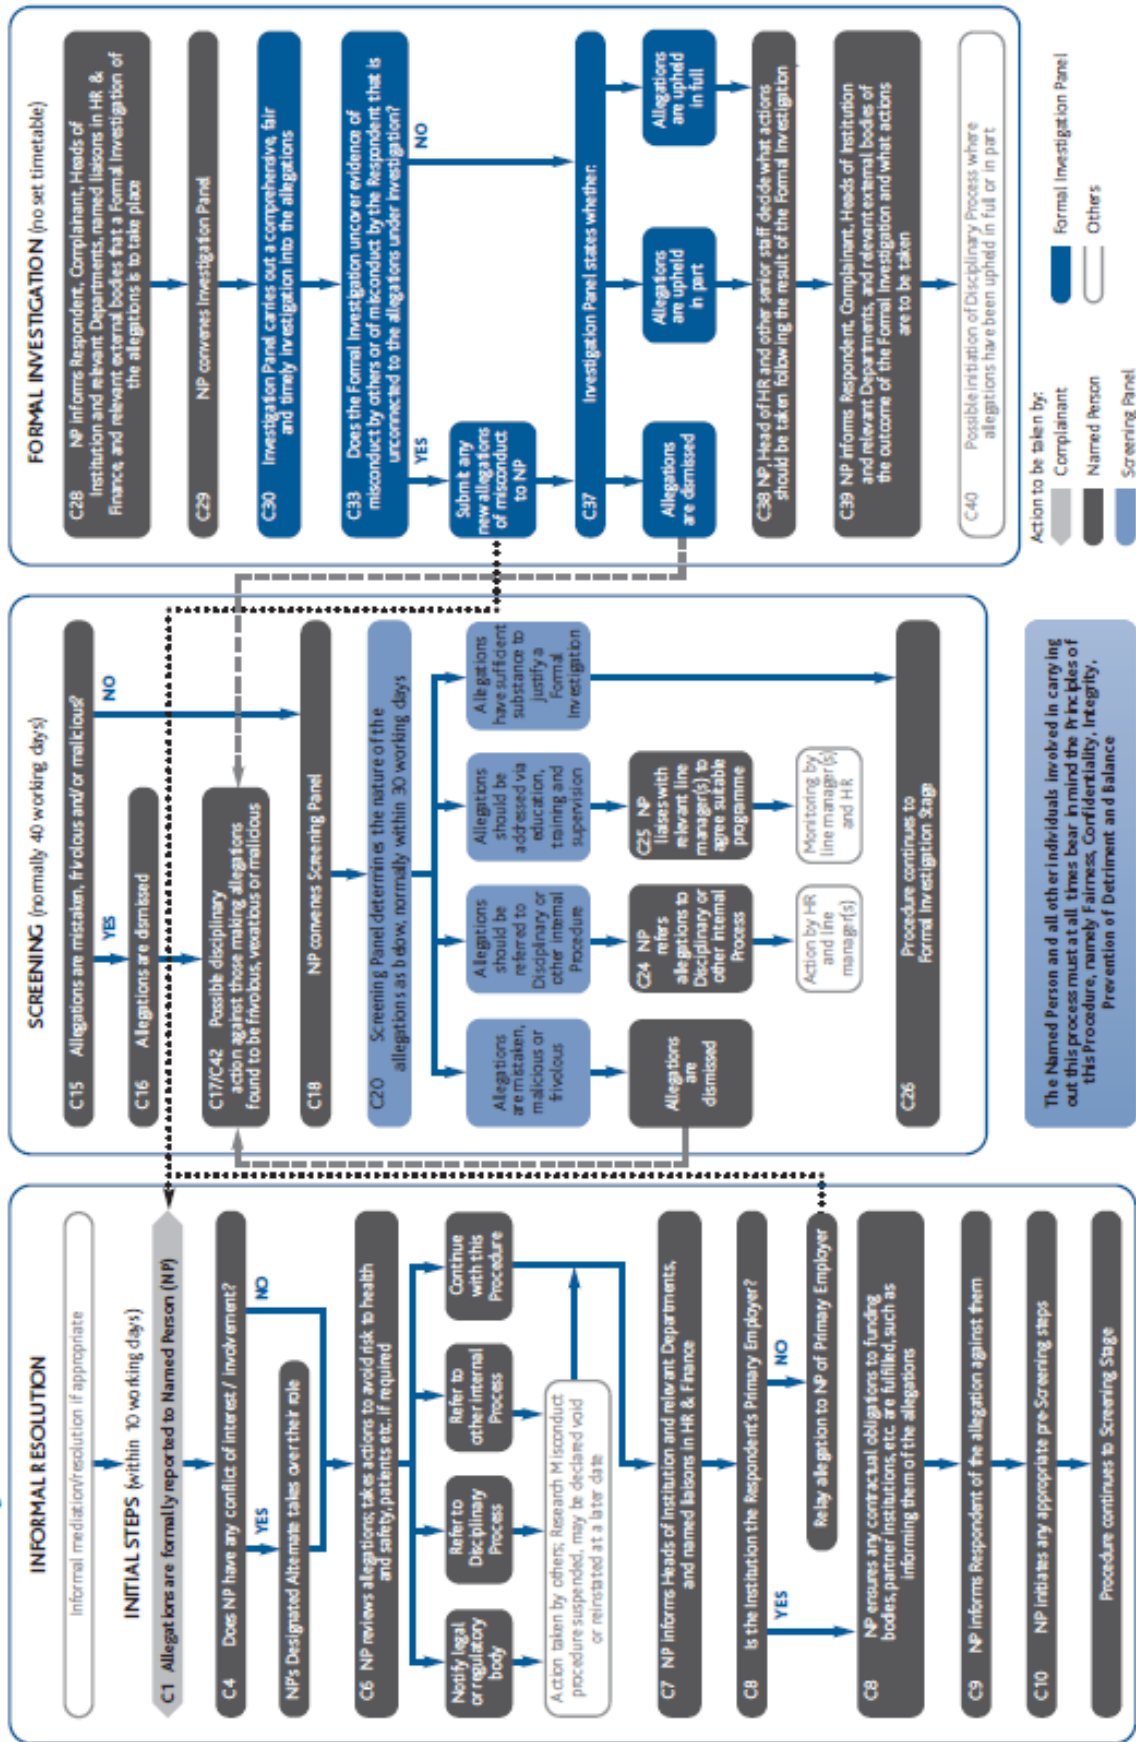 INFORMAL RESOLUTION
Informal mediation/resolution if appropriate
INITIAL STEPS (within 10 working days)
C1 Allegations are formally reported to Named Person (NP)
C4 Does NP have any conflict of interest / involvement?
YES
NO
NP's Designated Alternate takes over their role
C6 NP reviews allegations; takes actions to avoid risk to health
and safety, patients etc. if required
Notify legal
or regulatory
body
Refer to
Disciplinary
Process
Refer to
other internal
Process
Continue
with this
Procedure
Action taken by others; Research Misconduct
procedure suspended, may be declared void
or reinstated at a later date
C7 NP informs Heads of Institution and relevant Departments,
and named liaisons in HR & Finance
C8 Is the Institution the Respondent's Primary Employer?
YES
NO
Relay allegation to NP of Primary Employer
C8 NP ensures any contractual obligations to funding
bodies, partner institutions, etc. are fulfilled, such as
informing them of the allegations
C9 NP informs Respondent of the allegation against them
C10 NP initiates any appropriate pre-Screening steps
Procedure continues to Screening Stage
SCREENING (normally 40 working days)
C15 Allegations are mistaken, frivolous and/or malicious?
YES
NO
C16 Allegations are dismissed
C17/C42 Possible disciplinary
action against those making allegations
found to be frivolous, vexatious or malicious
C18 NP convenes Screening Panel
C20 Screening Panel determines the nature of the
allegations as below, normally within 30 working days
Allegations
are mistaken,
malicious or
frivolous
Allegations
should be
referred to
Disciplinary or
other internal
Procedure
Allegations
should be
addressed via
education,
training and
supervision
Allegations
have sufficient
substance to
justify a
Formal
Investigation
Allegations
are
dismissed
C24 NP
refers
allegations to
Disciplinary or
other internal
Process
C25 NP
liaises with
relevant line
manager(s) to
agree suitable
programme
Action by HR
and line
manager(s)
Monitoring by
line manager(s)
and HR
C26 Procedure continues to
Formal Investigation Stage
The Named Person and all other individuals involved in carrying
out this process must at all times bear in mind the Principles of
this Procedure, namely Fairness, Confidentiality, Integrity,
Prevention of Detriment and Balance
FORMAL INVESTIGATION (no set timetable)
C28 NP informs Respondent, Complainant, Heads of
Institution and relevant Departments, named liaisons in HR &
Finance, and relevant external bodies that a Formal Investigation of
the allegations is to take place
C29 NP convenes Investigation Panel
C30 Investigation Panel carries out a comprehensive, fair
and timely investigation into the allegations
C33 Does the Formal Investigation uncover evidence of
misconduct by others or of misconduct by the Respondent that is
unconnected to the allegations under investigation?
YES
NO
Submit any
new allegations
of misconduct
to NP
C37 Investigation Panel states whether:
Allegations
are dismissed
Allegations
are upheld
in part
Allegations
are upheld
in full
C38 NP, Head of HR and other senior staff decide what actions
should be taken following the result of the Formal Investigation
C39 NP informs Respondent, Complainant, Heads of Institution
and relevant Departments, and relevant external bodies of
the outcome of the Formal Investigation and what actions
are to be taken
C40 Possible initiation of Disciplinary Process where
allegations have been upheld in full or in part
Action to be taken by:
Complainant
Named Person
Screening Panel
Formal Investigation Panel
Others